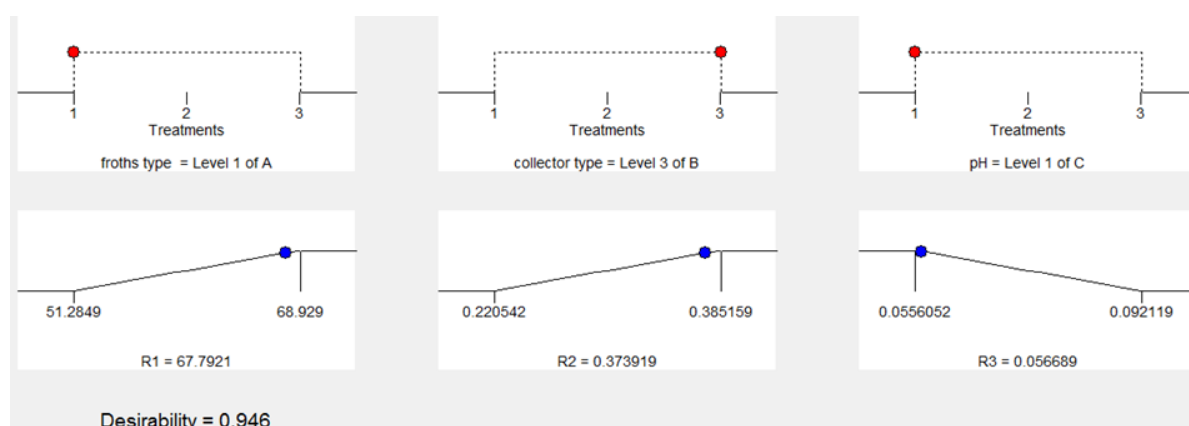 1 2 3 1 2 3 1 2 3
Treatments Treatments Treatments
froths type = Level 1 of A collector type = Level 3 of B pH = Level 1 of C
51.2849 68.929 0.220542 0.385159 0.0556052 0.092119
R1 = 67.7921 R2 = 0.373919 R3 = 0.056689
Desirability = 0.946